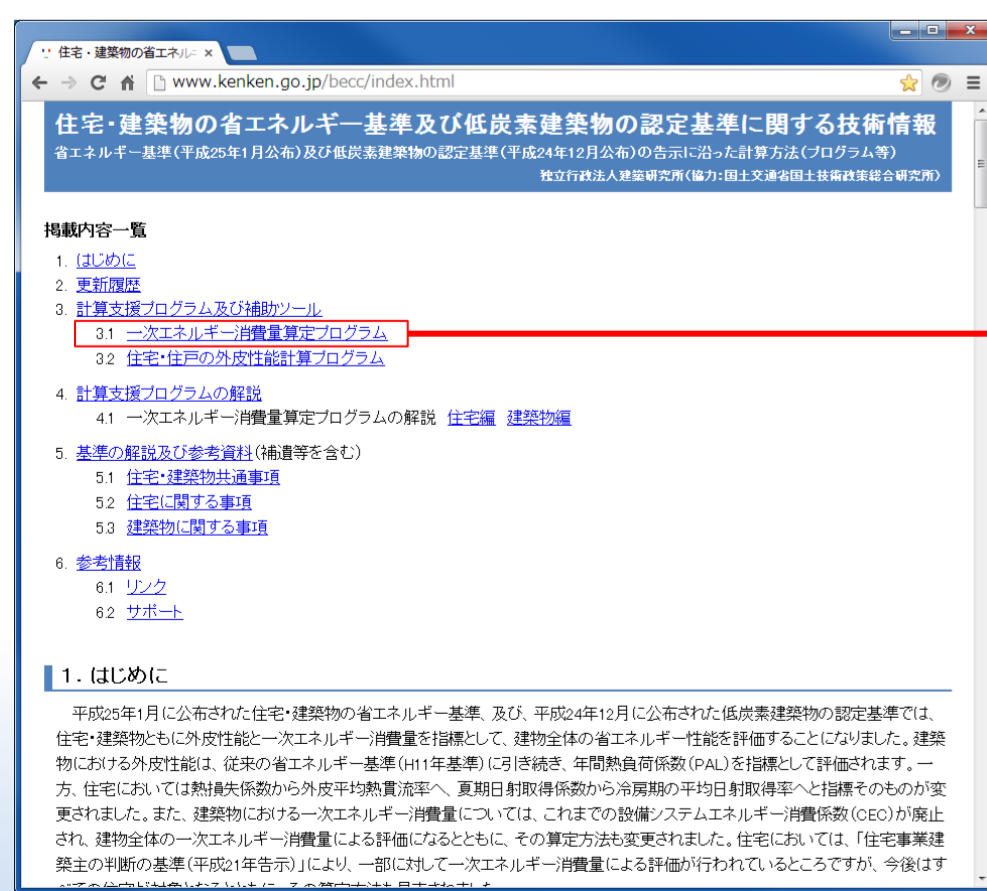 住宅・建築物の省エネル
www.kenken.go.jp/becc/index.html
住宅・建築物の省エネルギー基準及び低炭素建築物の認定基準に関する技術情報
省エネルギー基準(平成25年1月公布)及び低炭素建築物の認定基準(平成24年12月公布)の告示に沿った計算方法(プログラム等)
独立行政法人建築研究所(協力:国土交通省国土技術政策総合研究所)
掲載内容一覧
1. はじめに
2. 更新履歴
3. 計算支援プログラム及び補助ツール
3.1 一次エネルギー消費量算定プログラム
3.2 住宅・住戸の外皮性能計算プログラム
4. 計算支援プログラムの解説
4.1 一次エネルギー消費量算定プログラムの解説 住宅編 建築物編
5. 基準の解説及び参考資料(補遺等を含む)
5.1 住宅・建築物共通事項
5.2 住宅に関する事項
5.3 建築物に関する事項
6. 参考情報
6.1 リンク
6.2 サポート
1. はじめに
平成25年1月に公布された住宅・建築物の省エネルギー基準、及び、平成24年12月に公布された低炭素建築物の認定基準では、
住宅・建築物ともに外皮性能と一次エネルギー消費量を指標として、建物全体の省エネルギー性能を評価することになりました。建築
物における外皮性能は、従来の省エネルギー基準(H11年基準)に引き続き、年間熱負荷係数(PAL)を指標として評価されます。一
方、住宅においては熱損失係数から外皮平均熱貫流率へ、夏期日射取得係数から冷房期の平均日射取得率へと指標そのものが変
更されました。また、建築物における一次エネルギー消費量については、これまでの設備システムエネルギー消費係数(CEC)が廃止
され、建物全体の一次エネルギー消費量による評価になるとともに、その算定方法も変更されました。住宅においては、「住宅事業建
築主の判断の基準(平成21年告示)」により、一部に対して一次エネルギー消費量による評価が行われているところですが、今後はす